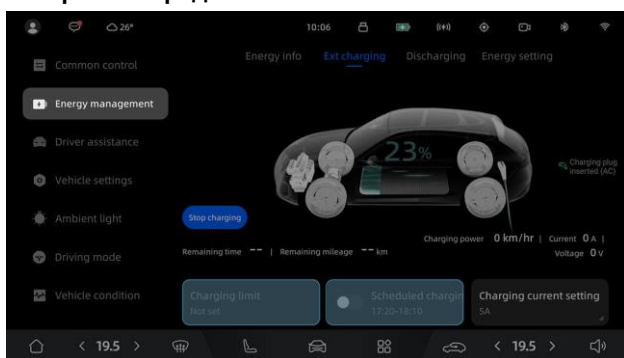 26°
10:06
Common control
Energy info Ext charging Discharging Energy setting
Energy management
Driver assistance
23%
Charging plug
inserted (AC)
Vehicle settings
Ambient light
Stop charging
Charging power 0 km/hr | Current 0 A |
Voltage 0 V
Remaining time -- | Remaining mileage -- km
Driving mode
Vehicle condition
Charging limit
Not set
Scheduled chargin
17:20-18:10
Charging current setting
5A
< 19.5 >
< 19.5 >